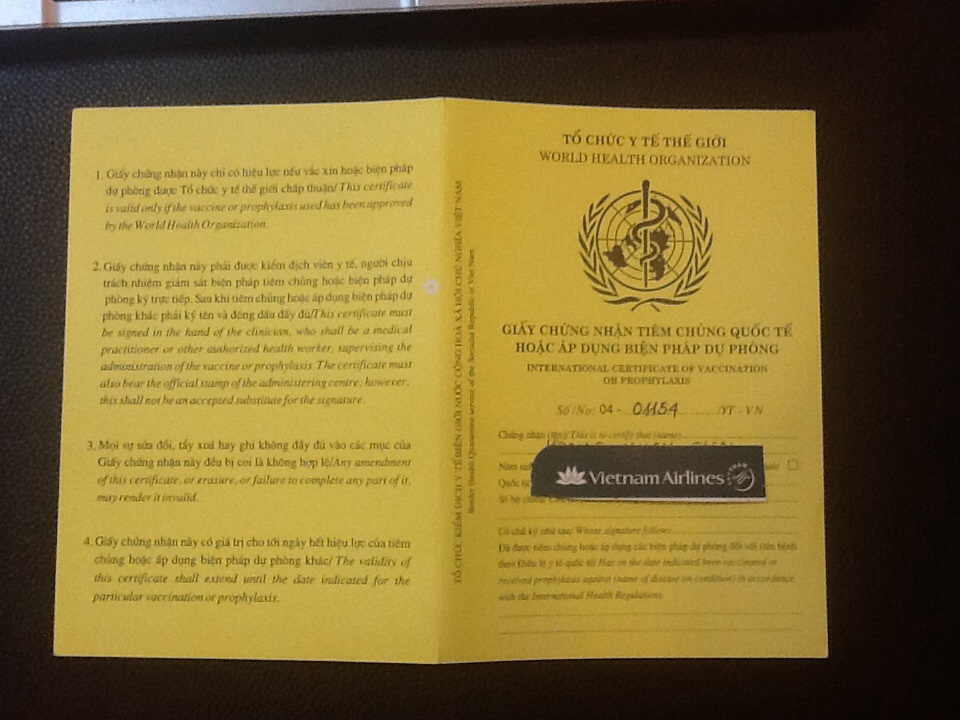 1. Giấy chứng nhận này chỉ có hiệu lực nếu vắc xin hoặc biện pháp
dự phòng được Tổ chức y tế thế giới chấp thuận/ This certificate
is valid only if the vaccine or prophylaxis used has been approved
by the World Health Organization.
2. Giấy chứng nhận này phải được kiểm dịch viên y tế, người chịu
trách nhiệm giám sát biện pháp tiêm chủng hoặc biện pháp dự
phòng ký trực tiếp. Sau khi tiêm chủng hoặc áp dụng biện pháp dự
phòng khác phải ký tên và đóng dấu đầy đủ/This certificate must
be signed in the hand of the clinician, who shall be a medical
practitioner or other authorized health worker, supervising the
administration of the vaccine or prophylaxis. The certificate must
also bear the official stamp of the administering centre; however,
this shall not be an accepted substitute for the signature.
3. Mọi sự sửa đổi, tẩy xoá hay ghi không đầy đủ vào các mục của
Giấy chứng nhận này đều bị coi là không hợp lệ/Any amendment
of this certificate, or erasure, or failure to complete any part of it,
may render it invalid.
4. Giấy chứng nhận này có giá trị cho tới ngày hết hiệu lực của tiêm
chủng hoặc áp dụng biện pháp dự phòng khác/ The validity of
this certificate shall extend until the date indicated for the
particular vaccination or prophylaxis.
TỔ CHỨC KIỂM DỊCH Y TẾ BIÊN GIỚI NƯỚC CỘNG HOÀ XÃ HỘI CHỦ NGHĨA VIỆT NAM
Border Health Quarantine service of the Socialist Republic of Viet Nam
TỔ CHỨC Y TẾ THẾ GIỚI
WORLD HEALTH ORGANIZATION
GIẤY CHỨNG NHẬN TIÊM CHỦNG QUỐC TẾ
HOẶC ÁP DỤNG BIỆN PHÁP DỰ PHÒNG
INTERNATIONAL CERTIFICATE OF VACCINATION
OR PROPHYLAXIS
Số/No: 04 - 01154 /YT - VN
Chứng nhận (tên)/This is to certify that (name)
Năm
Quốc
Số hộ
Vietnam Airlines
Có chữ ký như sau/ Whose signature follows
Đã được tiêm chủng hoặc áp dụng các biện pháp dự phòng đối với (tên bệnh
theo Điều lệ y tế quốc tế/ Has on the date indicated been vaccinated or
received prophylaxis against (name of disease or condition) in accordance
with the International Health Regulations.